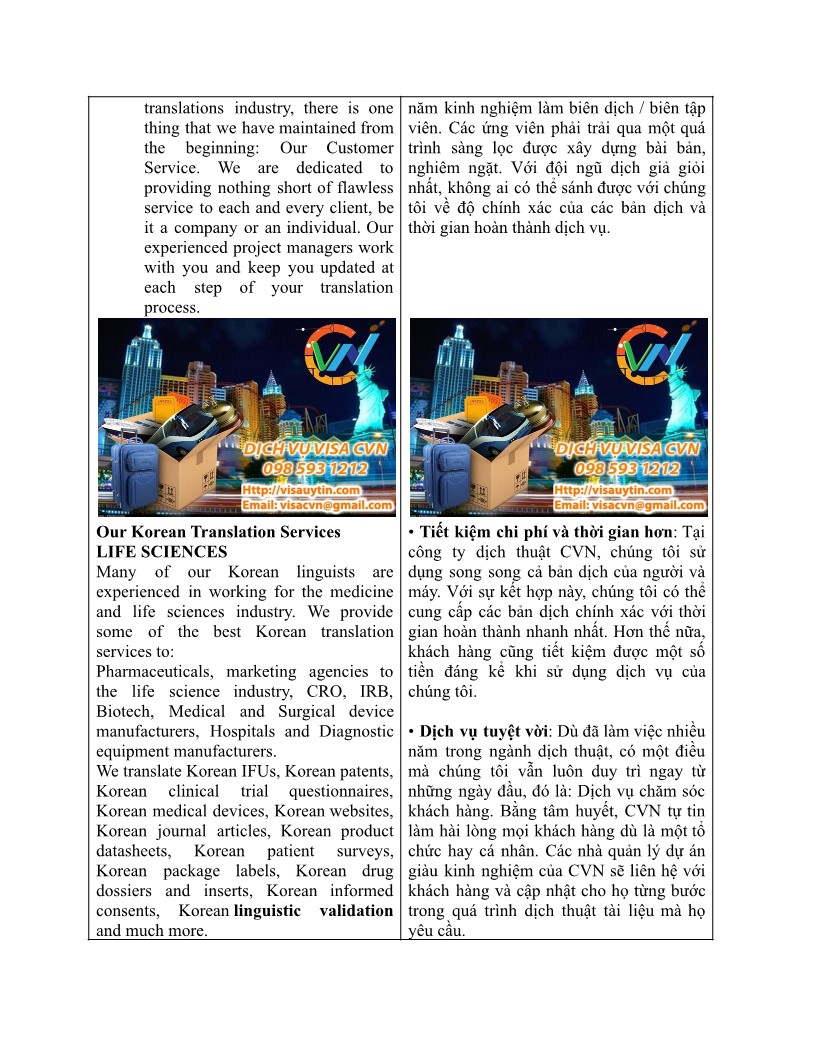 translations industry, there is one
thing that we have maintained from
the beginning: Our Customer
Service. We are dedicated to
providing nothing short of flawless
service to each and every client, be
it a company or an individual. Our
experienced project managers work
with you and keep you updated at
each step of your translation
process.
CVN
DỊCH VỤ VISA CVN
098 593 1212
Http://visauytin.com
Email: visacvn@gmail.com
Our Korean Translation Services
LIFE SCIENCES
Many of our Korean linguists are
experienced in working for the medicine
and life sciences industry. We provide
some of the best Korean translation
services to:
Pharmaceuticals, marketing agencies to
the life science industry, CRO, IRB,
Biotech, Medical and Surgical device
manufacturers, Hospitals and Diagnostic
equipment manufacturers.
We translate Korean IFUs, Korean patents,
Korean clinical trial questionnaires,
Korean medical devices, Korean websites,
Korean journal articles, Korean product
datasheets, Korean patient surveys,
Korean package labels, Korean drug
dossiers and inserts, Korean informed
consents, Korean linguistic validation
and much more.
năm kinh nghiệm làm biên dịch / biên tập
viên. Các ứng viên phải trải qua một quá
trình sàng lọc được xây dựng bài bản,
nghiêm ngặt. Với đội ngũ dịch giả giỏi
nhất, không ai có thể sánh được với chúng
tôi về độ chính xác của các bản dịch và
thời gian hoàn thành dịch vụ.
CVN
DỊCH VỤ VISA CVN
098 593 1212
Http://visauytin.com
Email: visacvn@gmail.com
• Tiết kiệm chi phí và thời gian hơn: Tại
công ty dịch thuật CVN, chúng tôi sử
dụng song song cả bản dịch của người và
máy. Với sự kết hợp này, chúng tôi có thể
cung cấp các bản dịch chính xác với thời
gian hoàn thành nhanh nhất. Hơn thế nữa,
khách hàng cũng tiết kiệm được một số
tiền đáng kể khi sử dụng dịch vụ của
chúng tôi.
• Dịch vụ tuyệt vời: Dù đã làm việc nhiều
năm trong ngành dịch thuật, có một điều
mà chúng tôi vẫn luôn duy trì ngay từ
những ngày đầu, đó là: Dịch vụ chăm sóc
khách hàng. Bằng tâm huyết, CVN tự tin
làm hài lòng mọi khách hàng dù là một tổ
chức hay cá nhân. Các nhà quản lý dự án
giàu kinh nghiệm của CVN sẽ liên hệ với
khách hàng và cập nhật cho họ từng bước
trong quá trình dịch thuật tài liệu mà họ
yêu cầu.